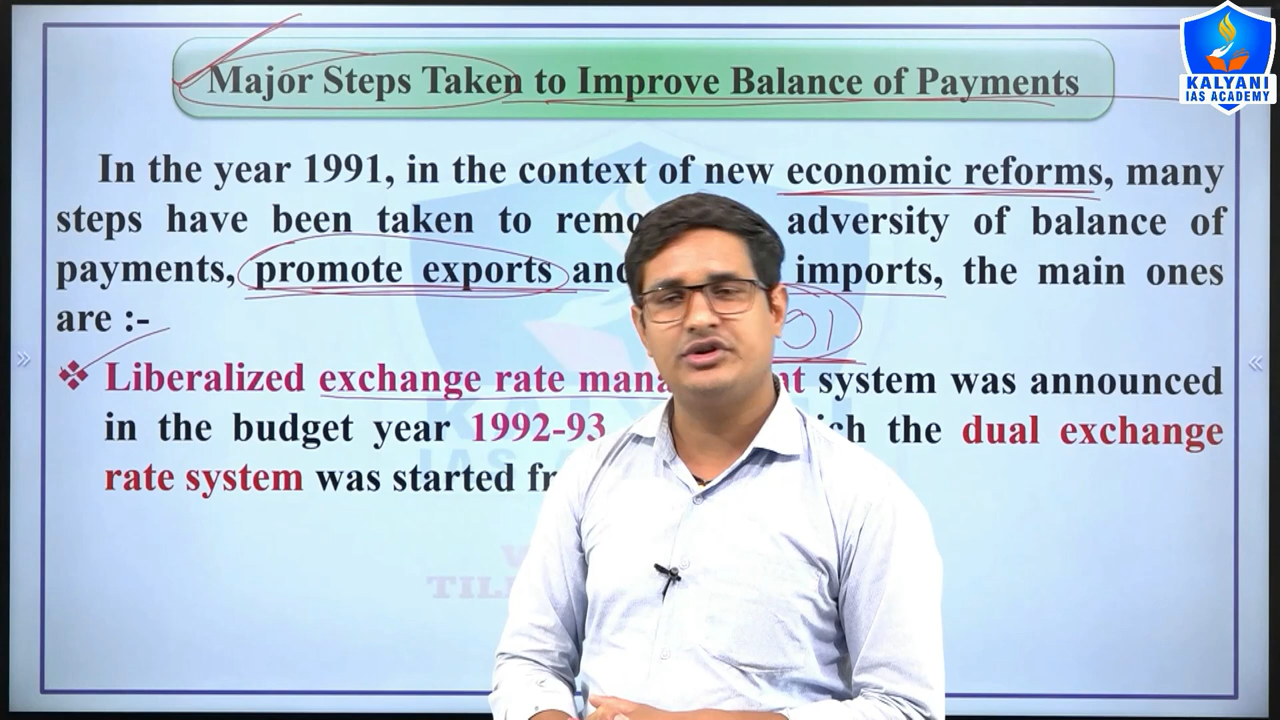 KALYANI
IAS ACADEMY
Major Steps Taken to Improve Balance of Payments
In the year 1991, in the context of new economic reforms, many
steps have been taken to adversity of balance of
payments, promote exports imports, the main ones
are :-
Liberalized exchange rate system was announced
in the budget year 1992-93 the dual exchange
rate system was started